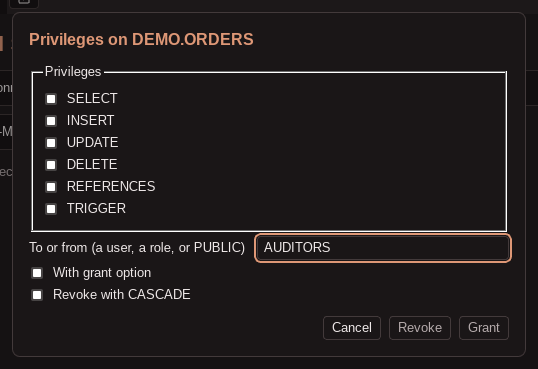 Privileges on DEMO.ORDERS
Privileges
SELECT
INSERT
UPDATE
DELETE
REFERENCES
TRIGGER
To or from (a user, a role, or PUBLIC) AUDITORS
With grant option
Revoke with CASCADE
Cancel Revoke Grant